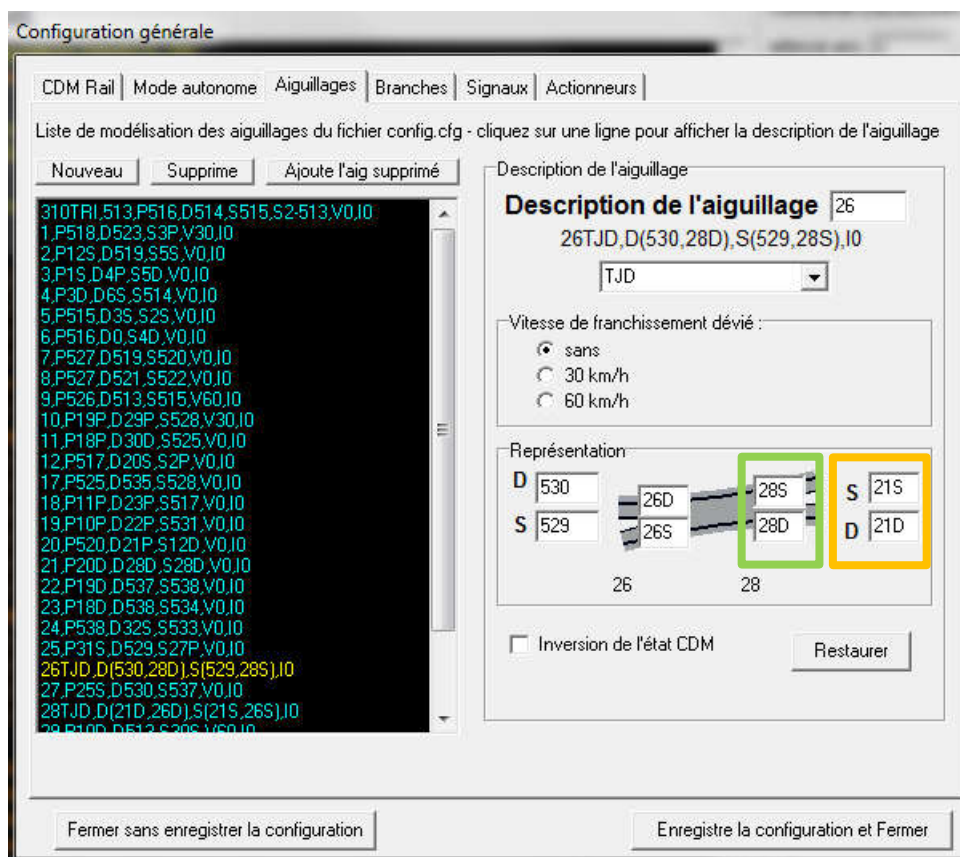 Configuration générale
CDM Rail Mode autonome Aiguillages Branches Signaux Actionneurs
Liste de modélisation des aiguillages du fichier config.cfg - cliquez sur une ligne pour afficher la description de l'aiguillage
Nouveau Supprime Ajoute l'aig supprimé
310TRI,513,P516,D514,S515,S2-513,V0,I0
1,P518,D523,S3P,V30,I0
2,P12S,D519,S5S,V0,I0
3,P1S,D4P,S5D,V0,I0
4,P3D,D6S,S514,V0,I0
5,P515,D3S,S2S,V0,I0
6,P516,D0,S4D,V0,I0
7,P527,D519,S520,V0,I0
8,P527,D521,S522,V0,I0
9,P526,D513,S515,V60,I0
10,P19P,D29P,S528,V30,I0
11,P18P,D30D,S525,V0,I0
12,P517,D20S,S2P,V0,I0
17,P525,D535,S528,V0,I0
18,P11P,D23P,S517,V0,I0
19,P10P,D22P,S531,V0,I0
20,P520,D21P,S12D,V0,I0
21,P20D,D28D,S28D,V0,I0
22,P19D,D537,S538,V0,I0
23,P18D,D538,S534,V0,I0
24,P538,D32S,S533,V0,I0
25,P31S,D529,S27P,V0,I0
26TJD,D(530,28D),S(529,28S),I0
27,P25S,D530,S537,V0,I0
28TJD,D(21D,26D),S(21S,26S),I0
29,P10D,D513,S30S,V60,I0
Description de l'aiguillage
Description de l'aiguillage 26
26TJD,D(530,28D),S(529,28S),I0
TJD
Vitesse de franchissement dévié :
sans
30 km/h
60 km/h
Représentation
D 530 26D 28S S 21S
S 529 26S 28D D 21D
26 28
Inversion de l'état CDM Restaurer
Fermer sans enregistrer la configuration Enregistre la configuration et Fermer